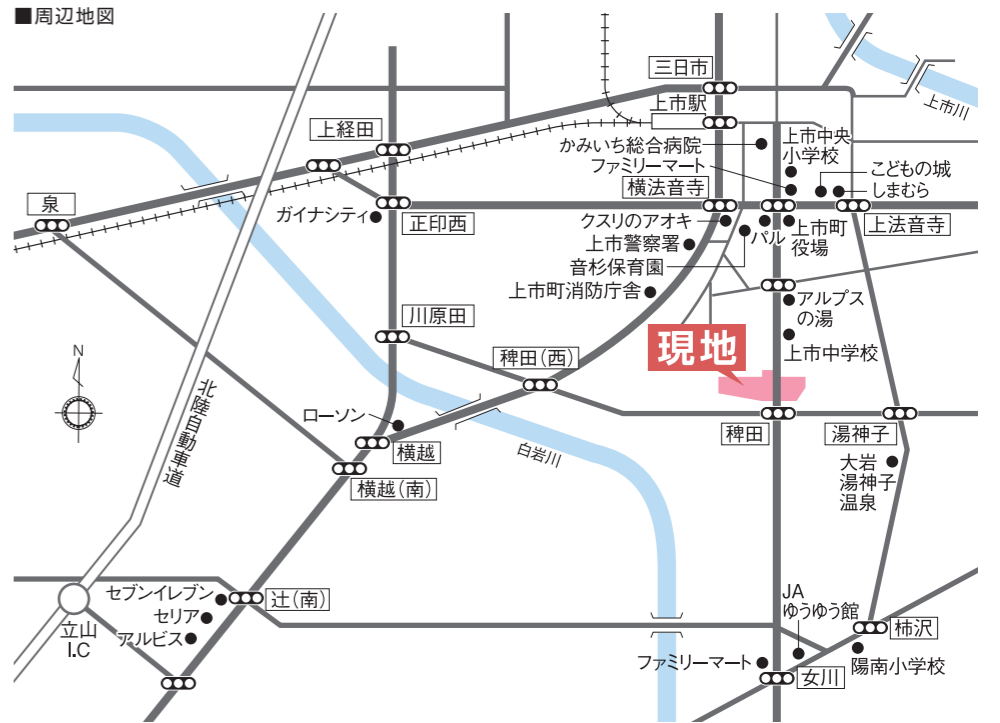 ■周辺地図
三日市
上市駅
上市川
上経田
かみいち総合病院
上市中央
小学校
ファミリーマート
こどもの城
しまむら
横法音寺
泉
ガイナシティ
正印西
クスリのアオキ
パル
上市町
役場
上法音寺
上市警察署
音杉保育園
上市町消防庁舎
アルプス
の湯
川原田
現地
上市中学校
稗田(西)
N
北陸自動車道
ローソン
横越
白岩川
稗田
湯神子
横越(南)
大岩
湯神子
温泉
セブンイレブン
辻(南)
セリア
アルビス
立山
I.C
JA
ゆうゆう館
柿沢
ファミリーマート
陽南小学校
女川